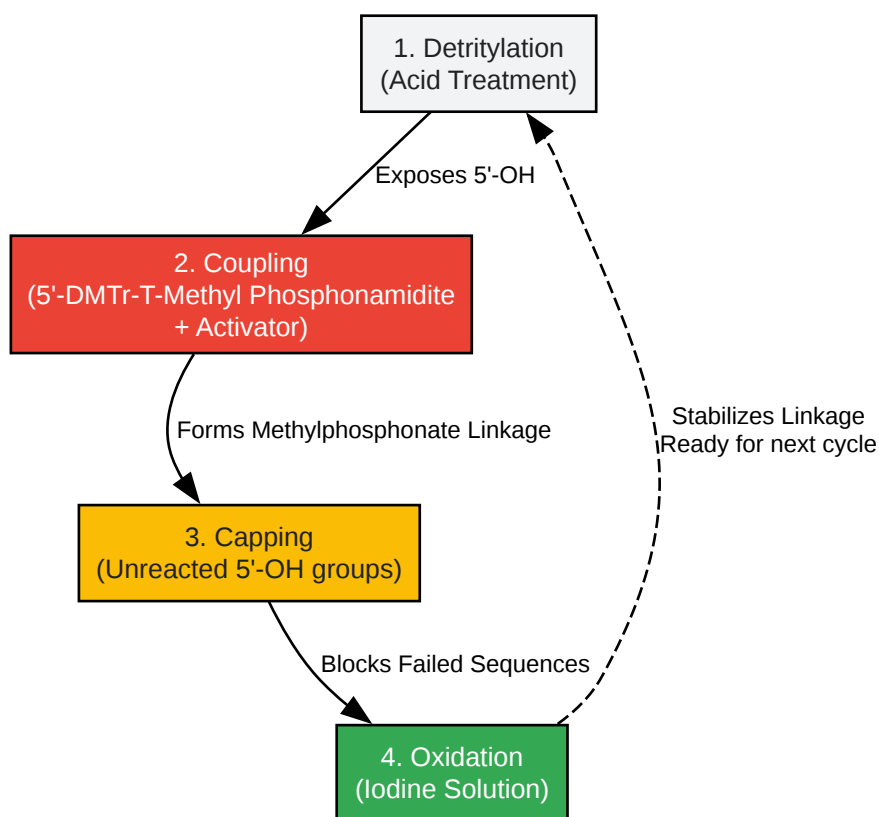 1. Detritylation
(Acid Treatment)
Exposes 5'-OH
2. Coupling
(5'-DMTr-T-Methyl Phosphonamidite
+ Activator)
Forms Methylphosphonate Linkage
Stabilizes Linkage
Ready for next cycle
3. Capping
(Unreacted 5'-OH groups)
Blocks Failed Sequences
4. Oxidation
(Iodine Solution)